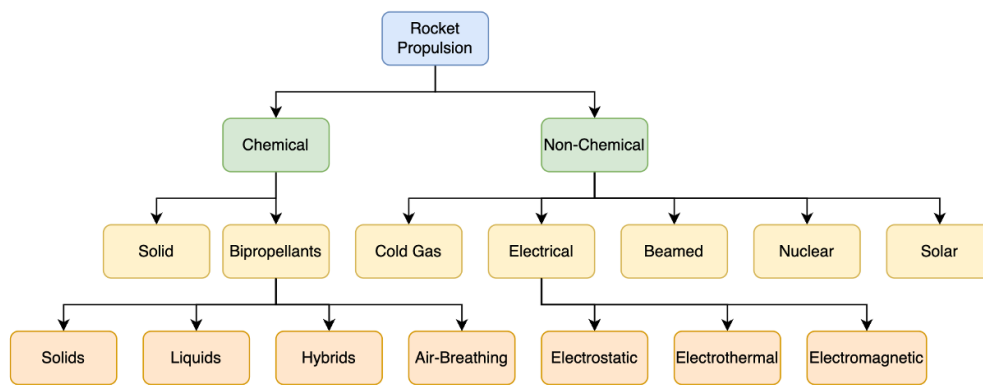 Rocket
Propulsion
Chemical
Non-Chemical
Solid
Bipropellants
Cold Gas
Electrical
Beamed
Nuclear
Solar
Solids
Liquids
Hybrids
Air-Breathing
Electrostatic
Electrothermal
Electromagnetic